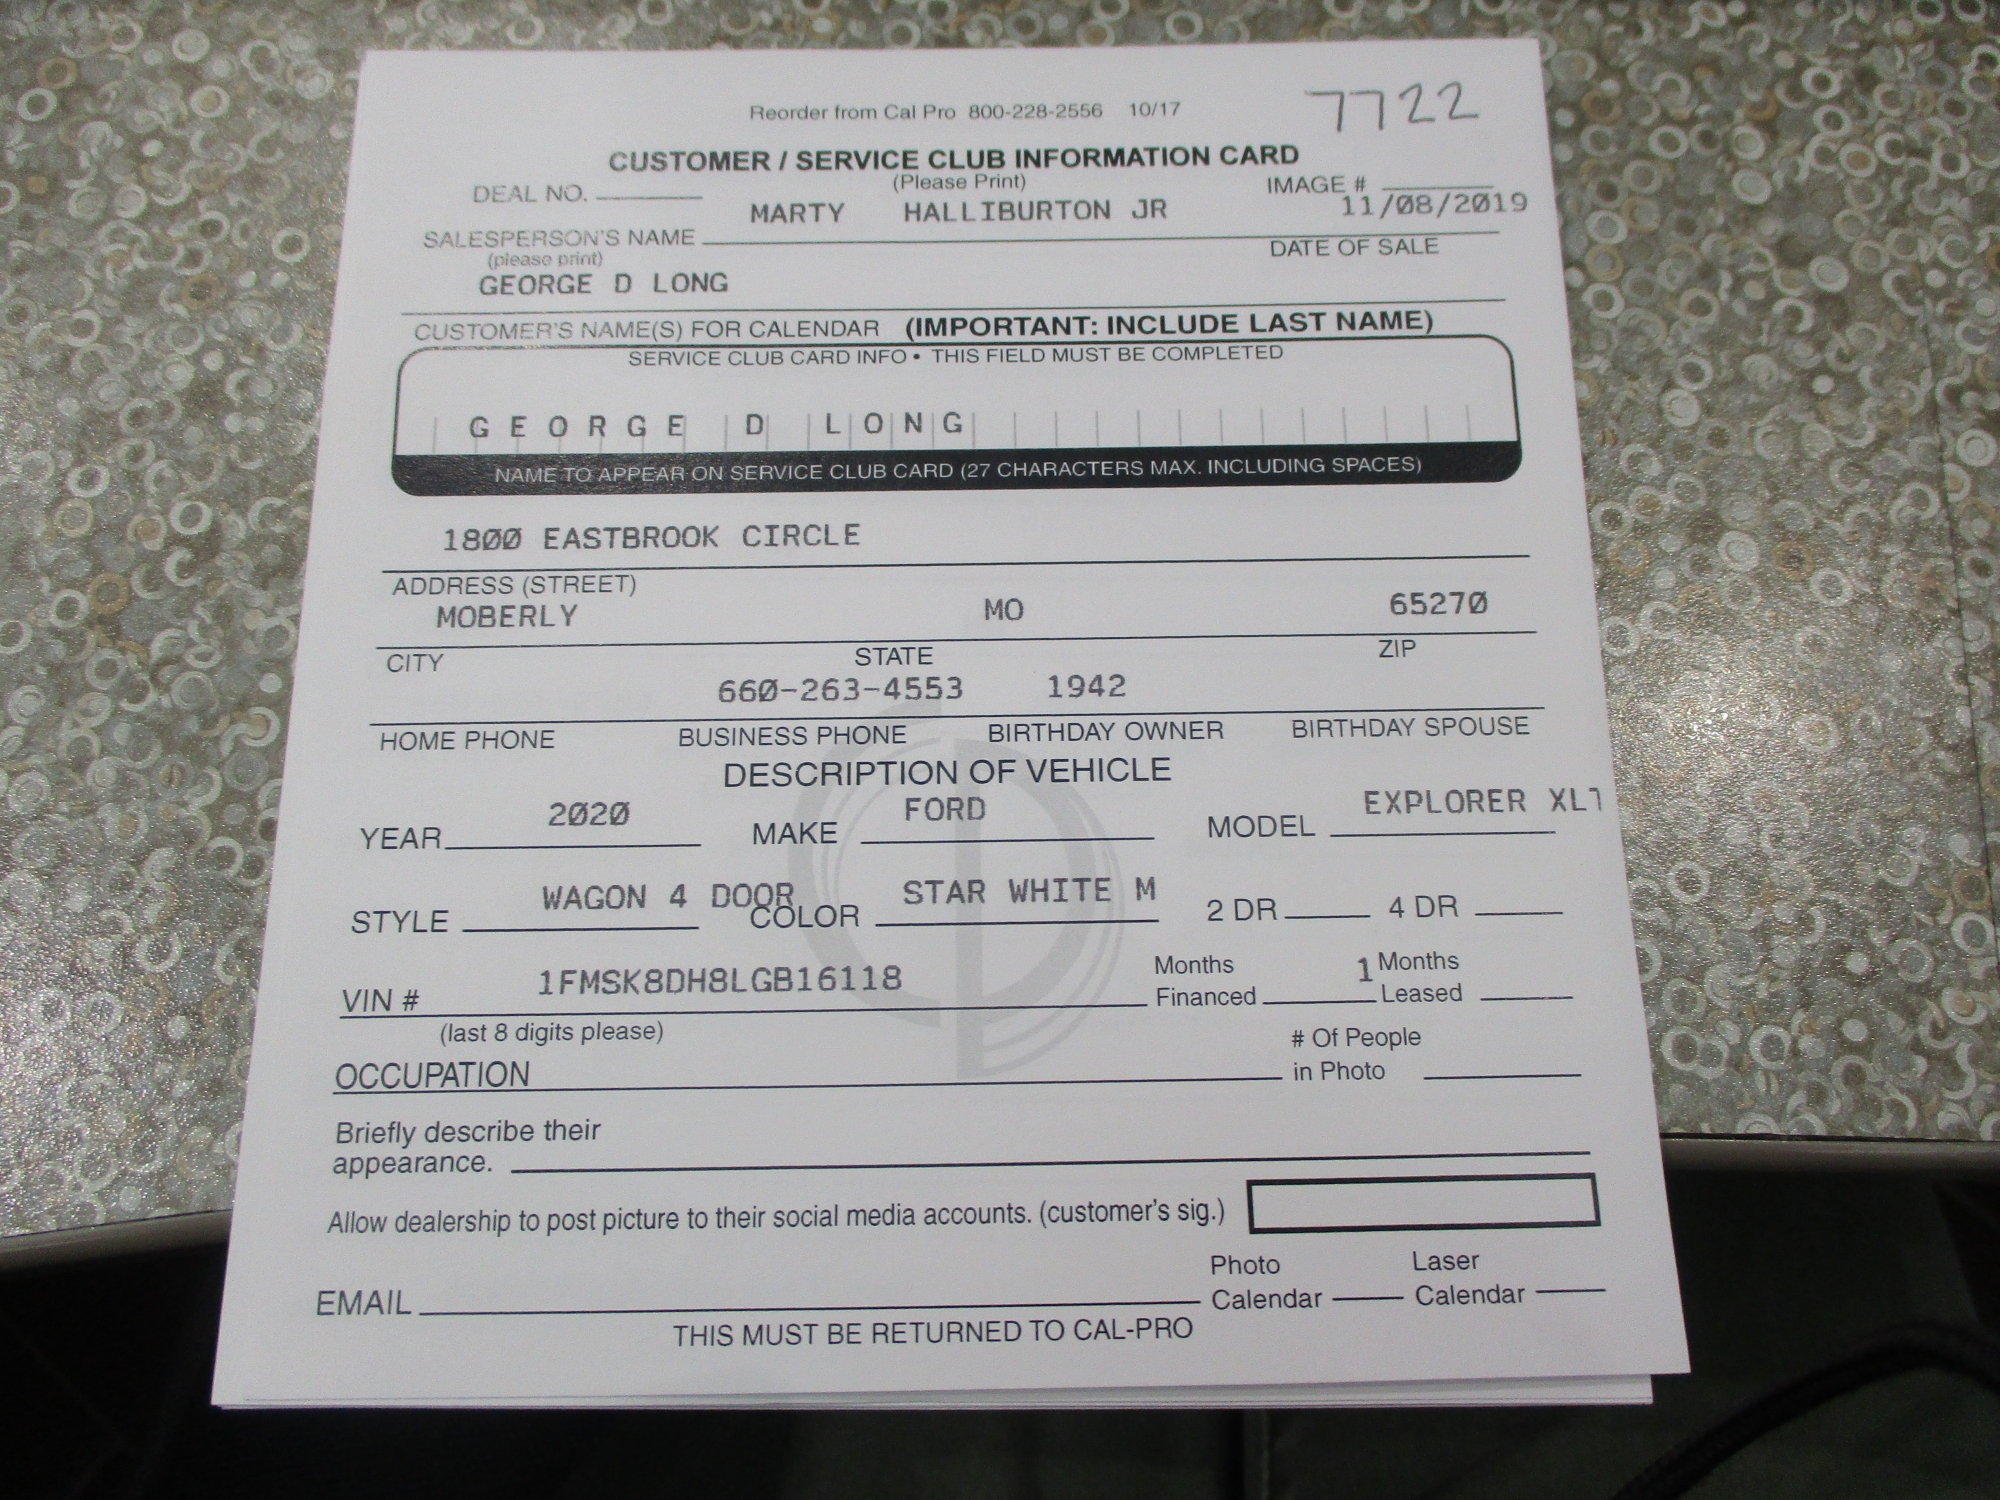 Reorder from Cal Pro 800-228-2556 10/17
7722
CUSTOMER / SERVICE CLUB INFORMATION CARD
(Please Print)
DEAL NO.
IMAGE #
MARTY HALLIBURTON JR
11/08/2019
SALESPERSON'S NAME
DATE OF SALE
(please print)
GEORGE D LONG
CUSTOMER'S NAME(S) FOR CALENDAR (IMPORTANT: INCLUDE LAST NAME)
SERVICE CLUB CARD INFO • THIS FIELD MUST BE COMPLETED
GEORGE D LONG
NAME TO APPEAR ON SERVICE CLUB CARD (27 CHARACTERS MAX. INCLUDING SPACES)
1800 EASTBROOK CIRCLE
ADDRESS (STREET)
MOBERLY MO 65270
CITY STATE ZIP
660-263-4553 1942
HOME PHONE BUSINESS PHONE BIRTHDAY OWNER BIRTHDAY SPOUSE
DESCRIPTION OF VEHICLE
YEAR 2020 MAKE FORD MODEL EXPLORER XLT
STYLE WAGON 4 DOOR COLOR STAR WHITE M 2 DR 4 DR
VIN # 1FMSK8DH8LGB16118 Months Financed 1 Months Leased
(last 8 digits please)
OCCUPATION # Of People in Photo
Briefly describe their
appearance.
Allow dealership to post picture to their social media accounts. (customer's sig.)
EMAIL Photo Calendar Laser Calendar
THIS MUST BE RETURNED TO CAL-PRO